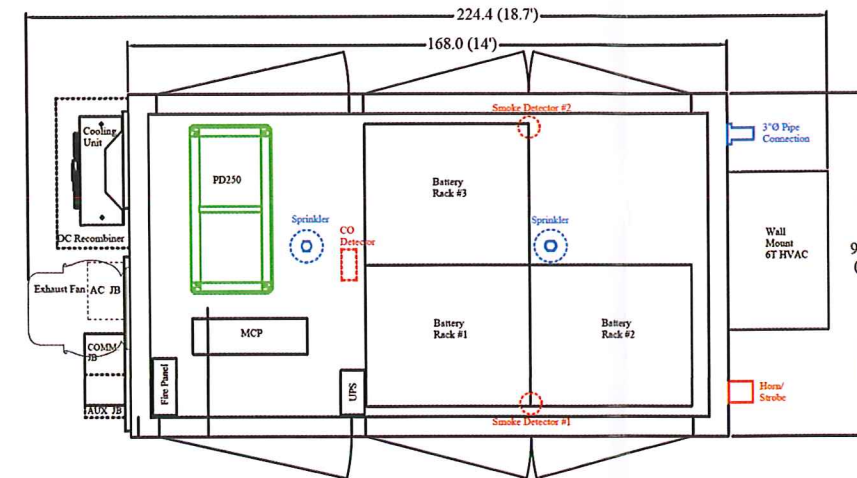 224.4 (18.7')
168.0 (14')
Smoke Detector #2
Cooling
Unit
3"Ø Pipe
Connection
PD250
Battery
Rack #3
Sprinkler
CO
Detector
Sprinkler
DC Recombiner
Wall
Mount
6T HVAC
9
(
Exhaust Fan
AC JB
MCP
Battery
Rack #1
Battery
Rack #2
COMM
JB
Fire Panel
UPS
Horn/
Strobe
AUX JB
Smoke Detector #1